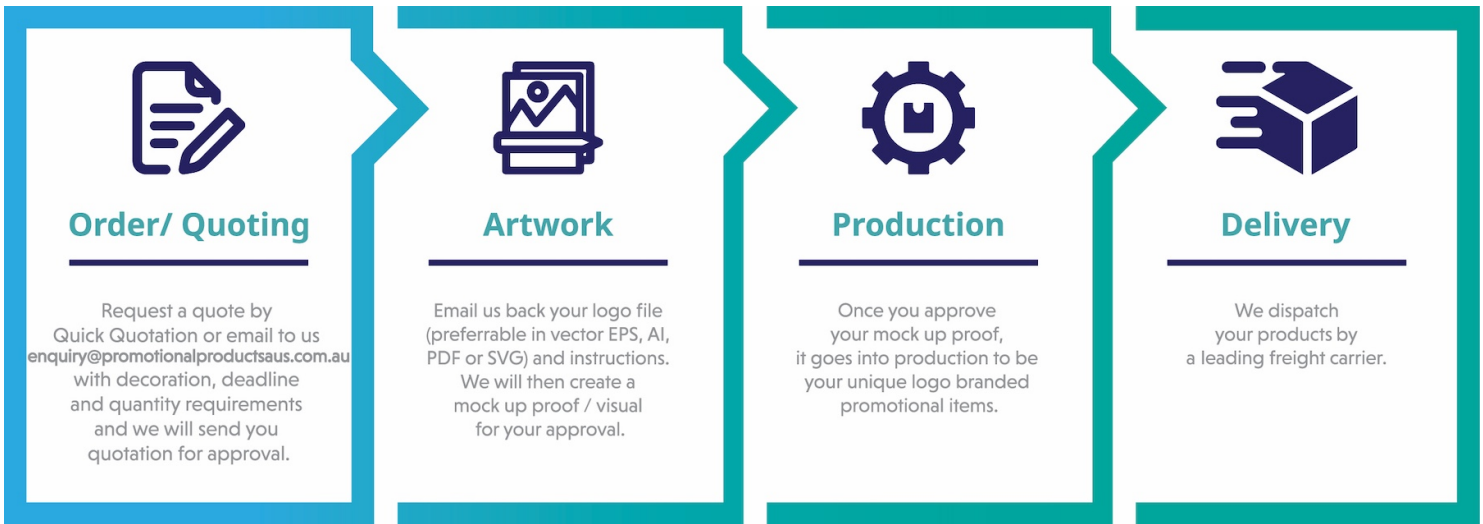 Order/ Quoting
Request a quote by
Quick Quotation or email to us
enquiry@promotionalproductsaus.com.au
with decoration, deadline
and quantity requirements
and we will send you
quotation for approval.
Artwork
Email us back your logo file
(preferrable in vector EPS, AI,
PDF or SVG) and instructions.
We will then create a
mock up proof / visual
for your approval.
Production
Once you approve
your mock up proof,
it goes into production to be
your unique logo branded
promotional items.
Delivery
We dispatch
your products by
a leading freight carrier.